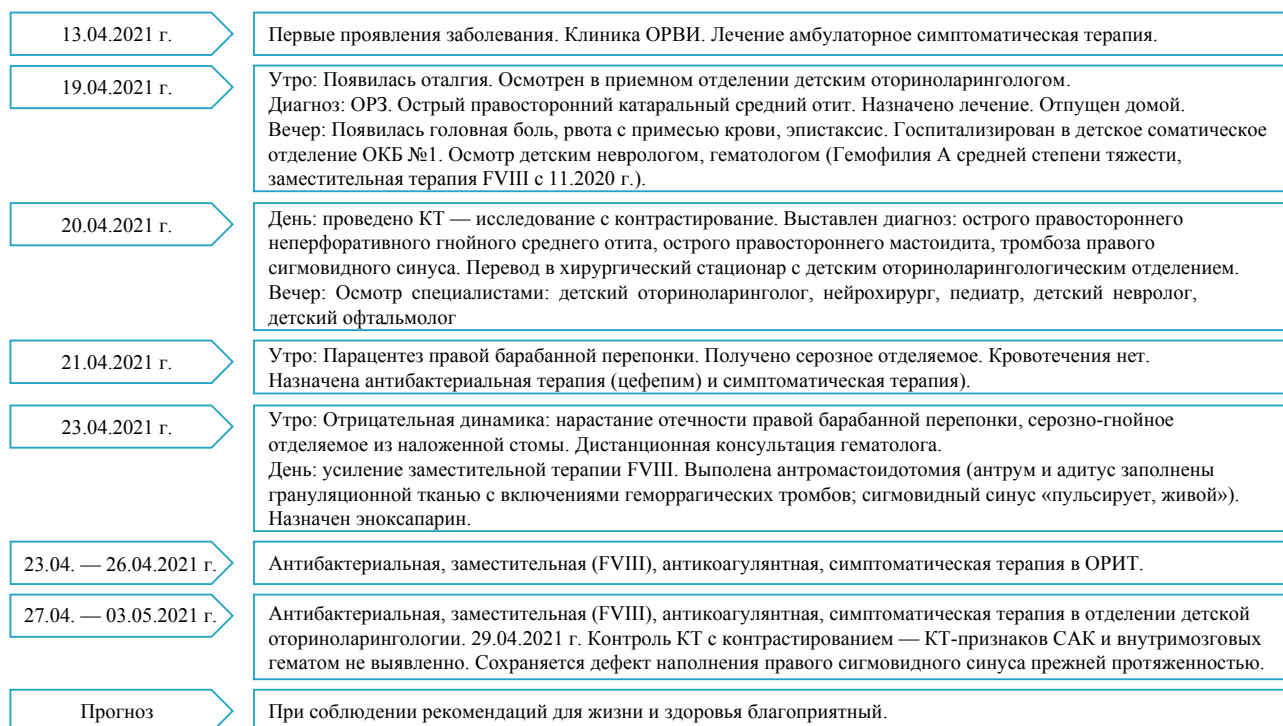 13.04.2021 г.
Первые проявления заболевания. Клиника ОРВИ. Лечение амбулаторное симптоматическая терапия.
19.04.2021 г.
Утро: Появилась оталгия. Осмотрен в приемном отделении детским оториноларингологом.
Диагноз: ОРЗ. Острый правосторонний катаральный средний отит. Назначено лечение. Отпущен домой.
Вечер: Появилась головная боль, рвота с примесью крови, эпистаксис. Госпитализирован в детское соматическое
отделение ОКБ №1. Осмотр детским неврологом, гематологом (Гемофилия А средней степени тяжести,
заместительная терапия FVIII с 11.2020 г.).
20.04.2021 г.
День: проведено КТ — исследование с контрастирование. Выставлен диагноз: острого правостороннего
неперфоративного гнойного среднего отита, острого правостороннего мастоидита, тромбоза правого
сигмовидного синуса. Перевод в хирургический стационар с детским оториноларингологическим отделением.
Вечер: Осмотр специалистами: детский оториноларинголог, нейрохирург, педиатр, детский невролог,
детский офтальмолог
21.04.2021 г.
Утро: Парацентез правой барабанной перепонки. Получено серозное отделяемое. Кровотечения нет.
Назначена антибактериальная терапия (цефепим) и симптоматическая терапия).
23.04.2021 г.
Утро: Отрицательная динамика: нарастание отечности правой барабанной перепонки, серозно-гнойное
отделяемое из наложенной стомы. Дистанционная консультация гематолога.
День: усиление заместительной терапии FVIII. Выполена антромастоидотомия (антрум и адитус заполнены
грануляционной тканью с включениями геморрагических тромбов; сигмовидный синус «пульсирует, живой»).
Назначен эноксапарин.
23.04. — 26.04.2021 г.
Антибактериальная, заместительная (FVIII), антикоагулянтная, симптоматическая терапия в ОРИТ.
27.04. — 03.05.2021 г.
Антибактериальная, заместительная (FVIII), антикоагулянтная, симптоматическая терапия в отделении детской
оториноларингологии. 29.04.2021 г. Контроль КТ с контрастированием — КТ-признаков САК и внутримозговых
гематом не выявленно. Сохраняется дефект наполнения правого сигмовидного синуса прежней протяженностью.
Прогноз
При соблюдении рекомендаций для жизни и здоровья благоприятный.